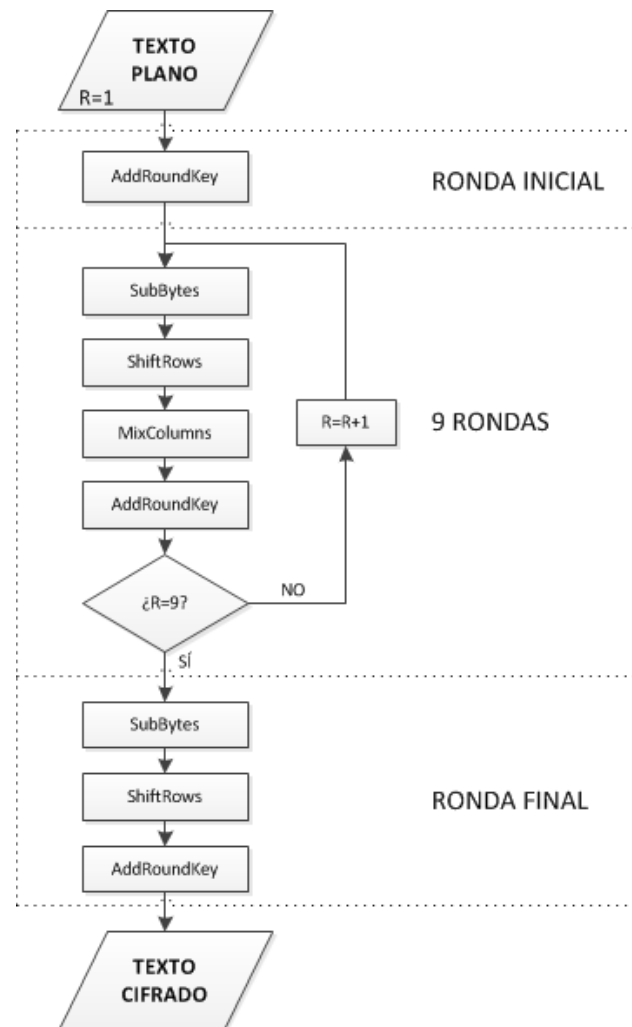 TEXTO
PLANO
R=1
AddRoundKey
RONDA INICIAL
SubBytes
ShiftRows
MixColumns
R=R+1
9 RONDAS
AddRoundKey
¿R=9?
NO
SÍ
SubBytes
ShiftRows
RONDA FINAL
AddRoundKey
TEXTO
CIFRADO